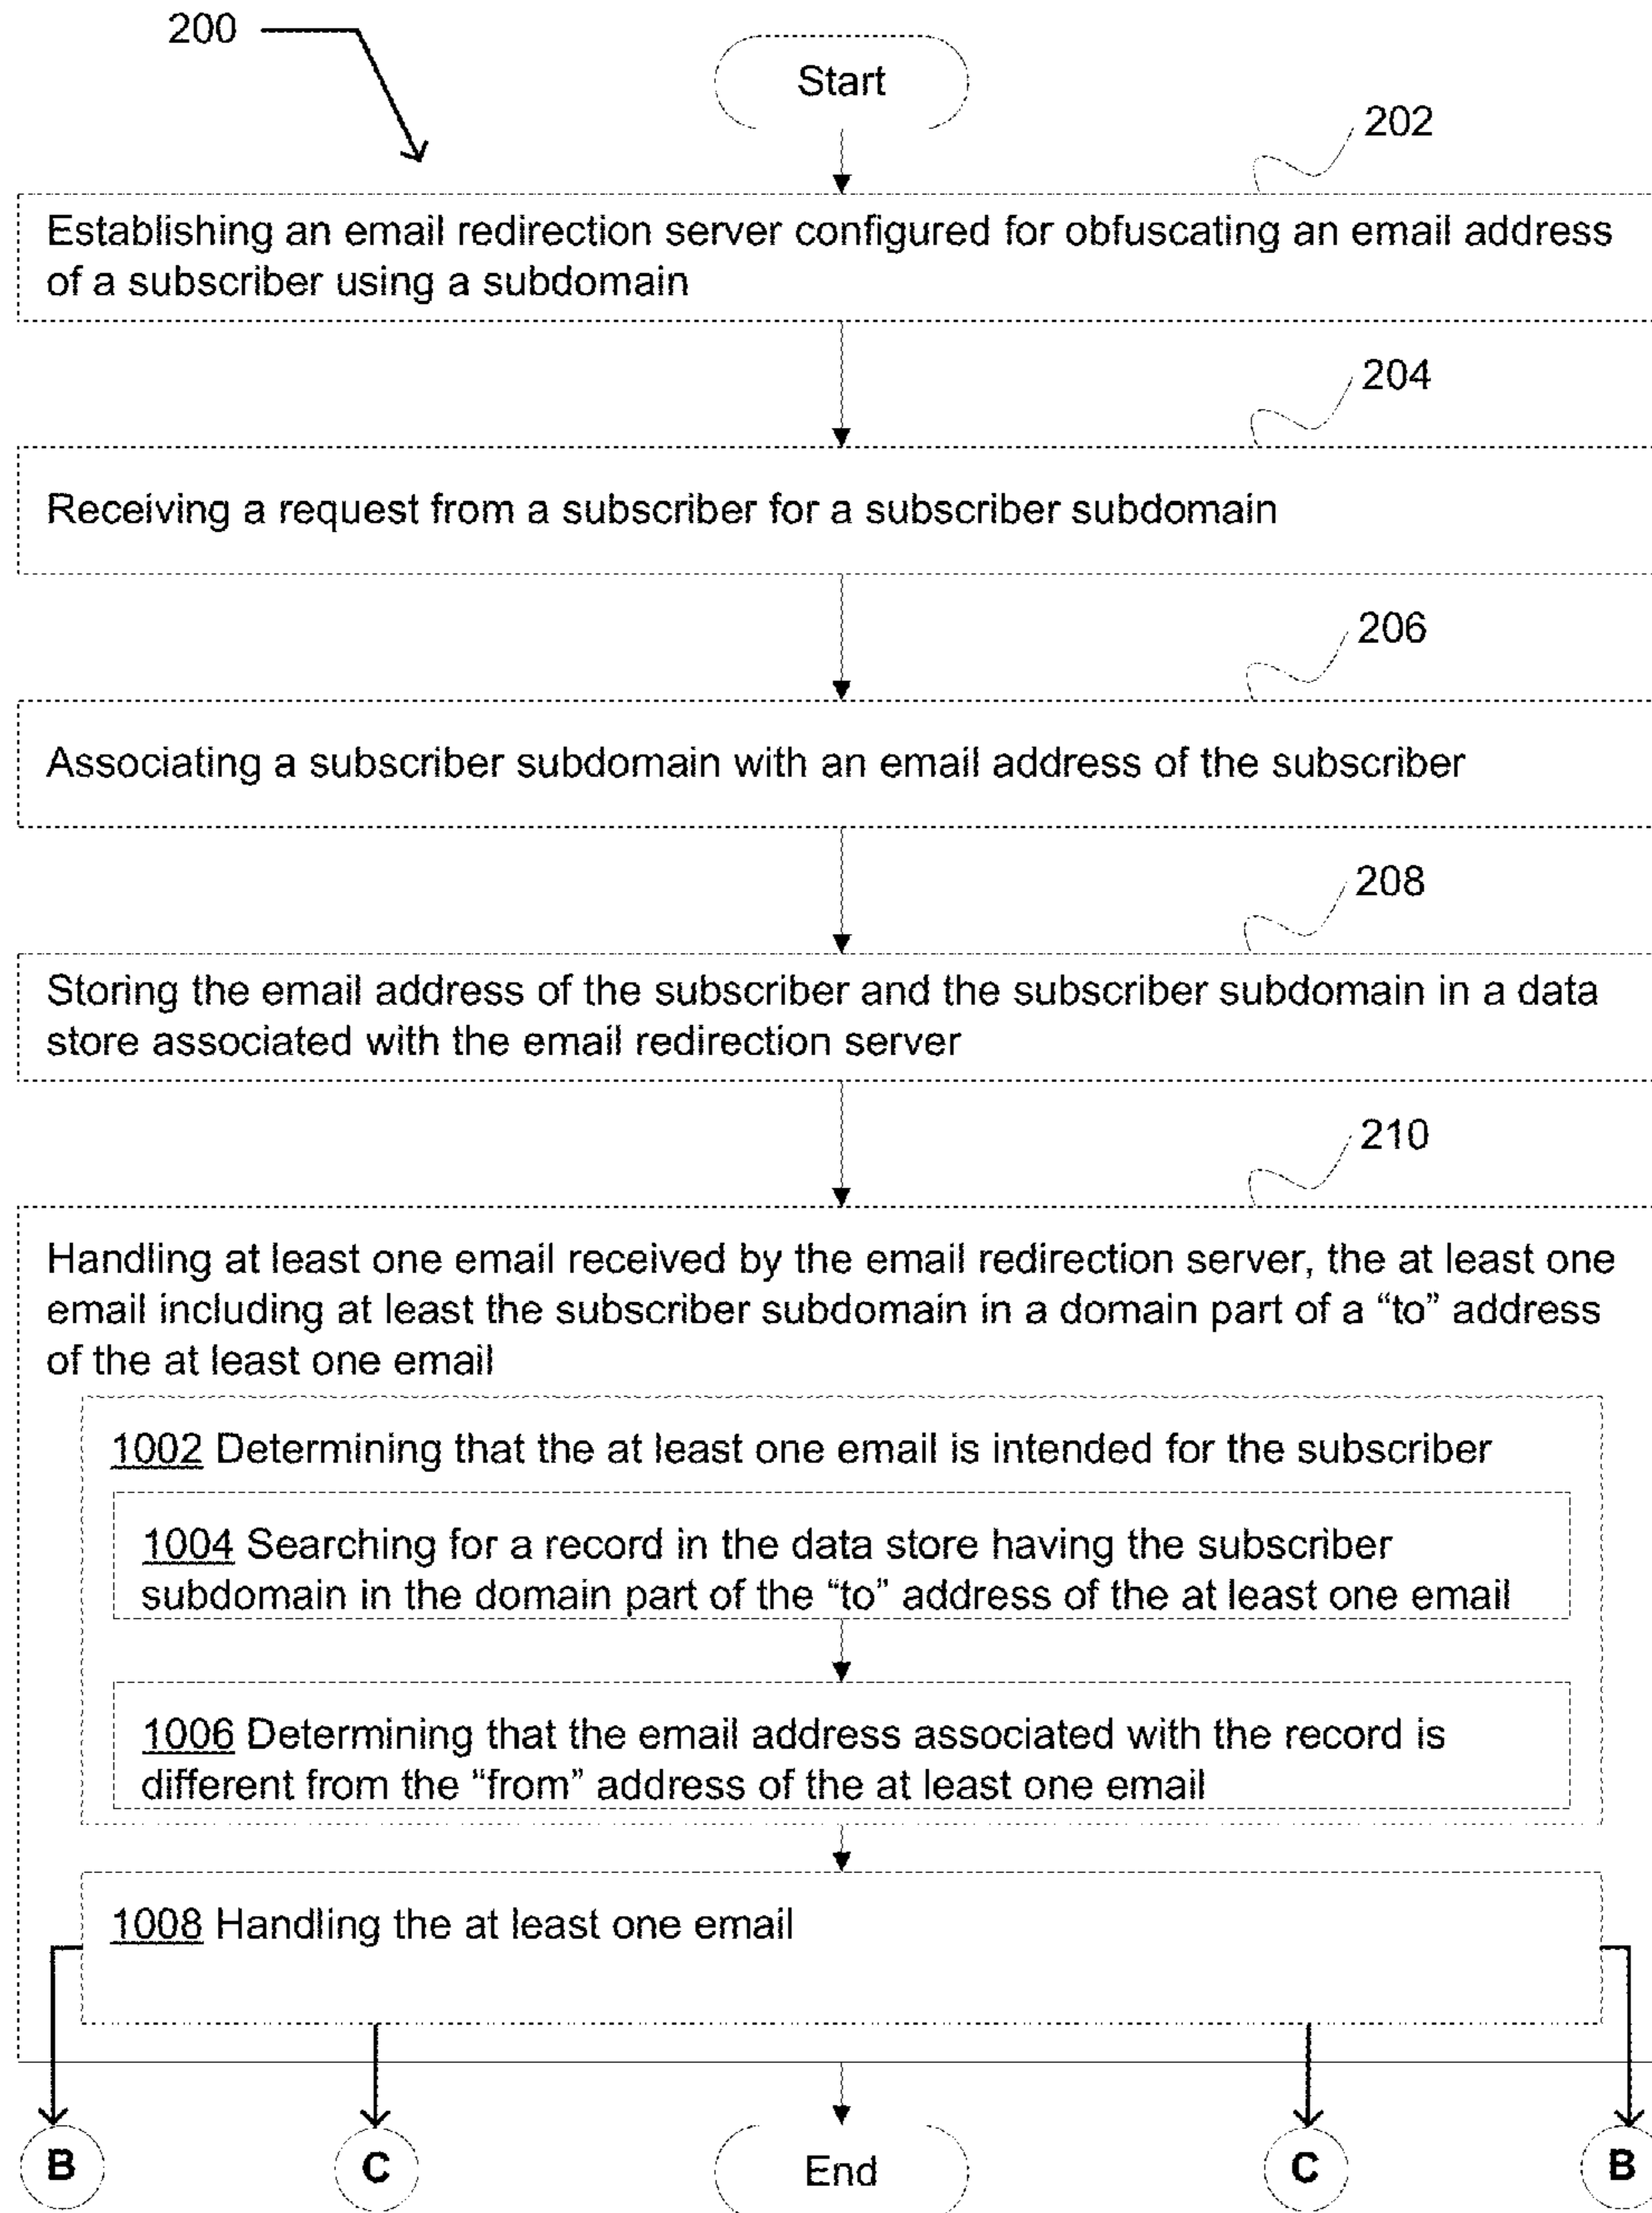 200
Start
202
Establishing an email redirection server configured for obfuscating an email address
of a subscriber using a subdomain
204
Receiving a request from a subscriber for a subscriber subdomain
206
Associating a subscriber subdomain with an email address of the subscriber
208
Storing the email address of the subscriber and the subscriber subdomain in a data
store associated with the email redirection server
210
Handling at least one email received by the email redirection server, the at least one
email including at least the subscriber subdomain in a domain part of a “to” address
of the at least one email
1002 Determining that the at least one email is intended for the subscriber
1004 Searching for a record in the data store having the subscriber
subdomain in the domain part of the “to” address of the at least one email
1006 Determining that the email address associated with the record is
different from the “from” address of the at least one email
1008 Handling the at least one email
B
C
End
C
B